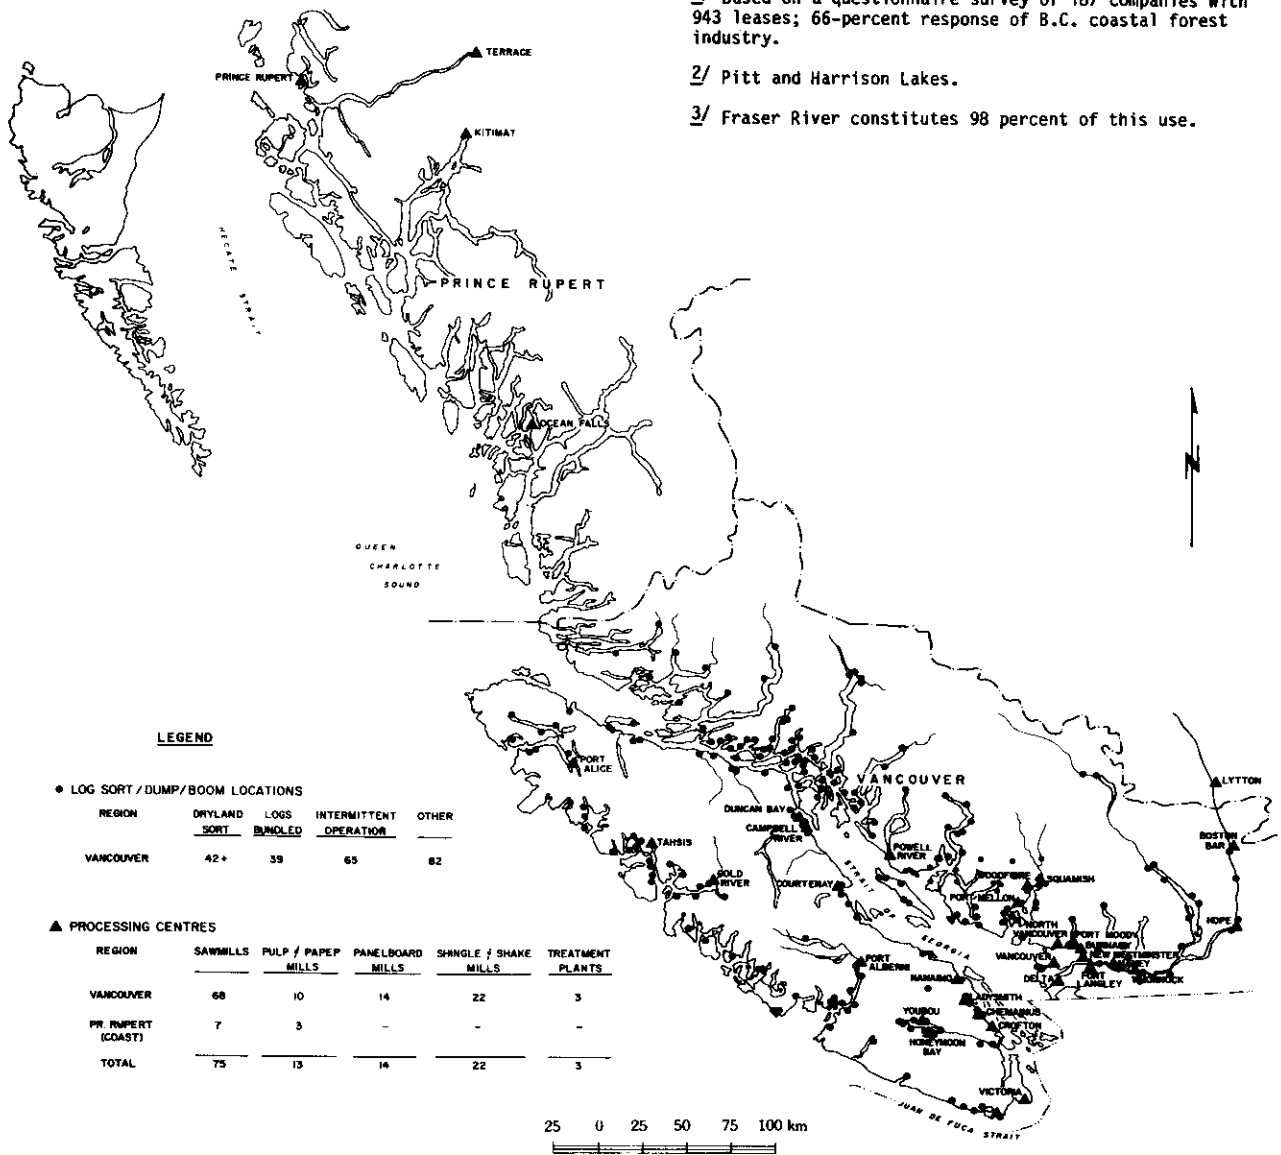 1/ Based on a questionnaire survey of 187 companies with
943 leases; 66-percent response of B.C. coastal forest
industry.
2/ Pitt and Harrison Lakes.
3/ Fraser River constitutes 98 percent of this use.
TERRACE
PRINCE RUPERT
KITIMAT
HECATE STRAIT
PRINCE RUPERT
OCEAN FALLS
N
QUEEN
CHARLOTTE
SOUND
LEGEND
● LOG SORT / DUMP / BOOM LOCATIONS
REGION DRYLAND SORT LOGS BUNDLED INTERMITTENT OPERATION OTHER
VANCOUVER 42+ 39 65 82
▲ PROCESSING CENTRES
REGION SAWMILLS PULP & PAPER MILLS PANELBOARD MILLS SHINGLE & SHAKE MILLS TREATMENT PLANTS
VANCOUVER 68 10 14 22 3
PR. RUPERT (COAST) 7 3 - - -
TOTAL 75 13 14 22 3
PORT ALICE
VANCOUVER
LYTTON
DUNCAN BAY
CAMPBELL RIVER
TAHSIS
BOSTON BAR
POWELL RIVER
GOLD RIVER
COURTENAY
STRAIT OF GEORGIA
WOODFIBRE
SQUAMISH
PORT MELLON
HOPE
NORTH VANCOUVER
PORT MOODY
BURNABY
NEW WESTMINSTER
VANCOUVER
DELTA
FORT LANGLEY
PORT ALBERNI
NANAIMO
LADYSMITH
CHEMAINUS
YOUBOU
CROFTON
HONEYMOON BAY
VICTORIA
JUAN DE FUCA STRAIT
25 0 25 50 75 100 km